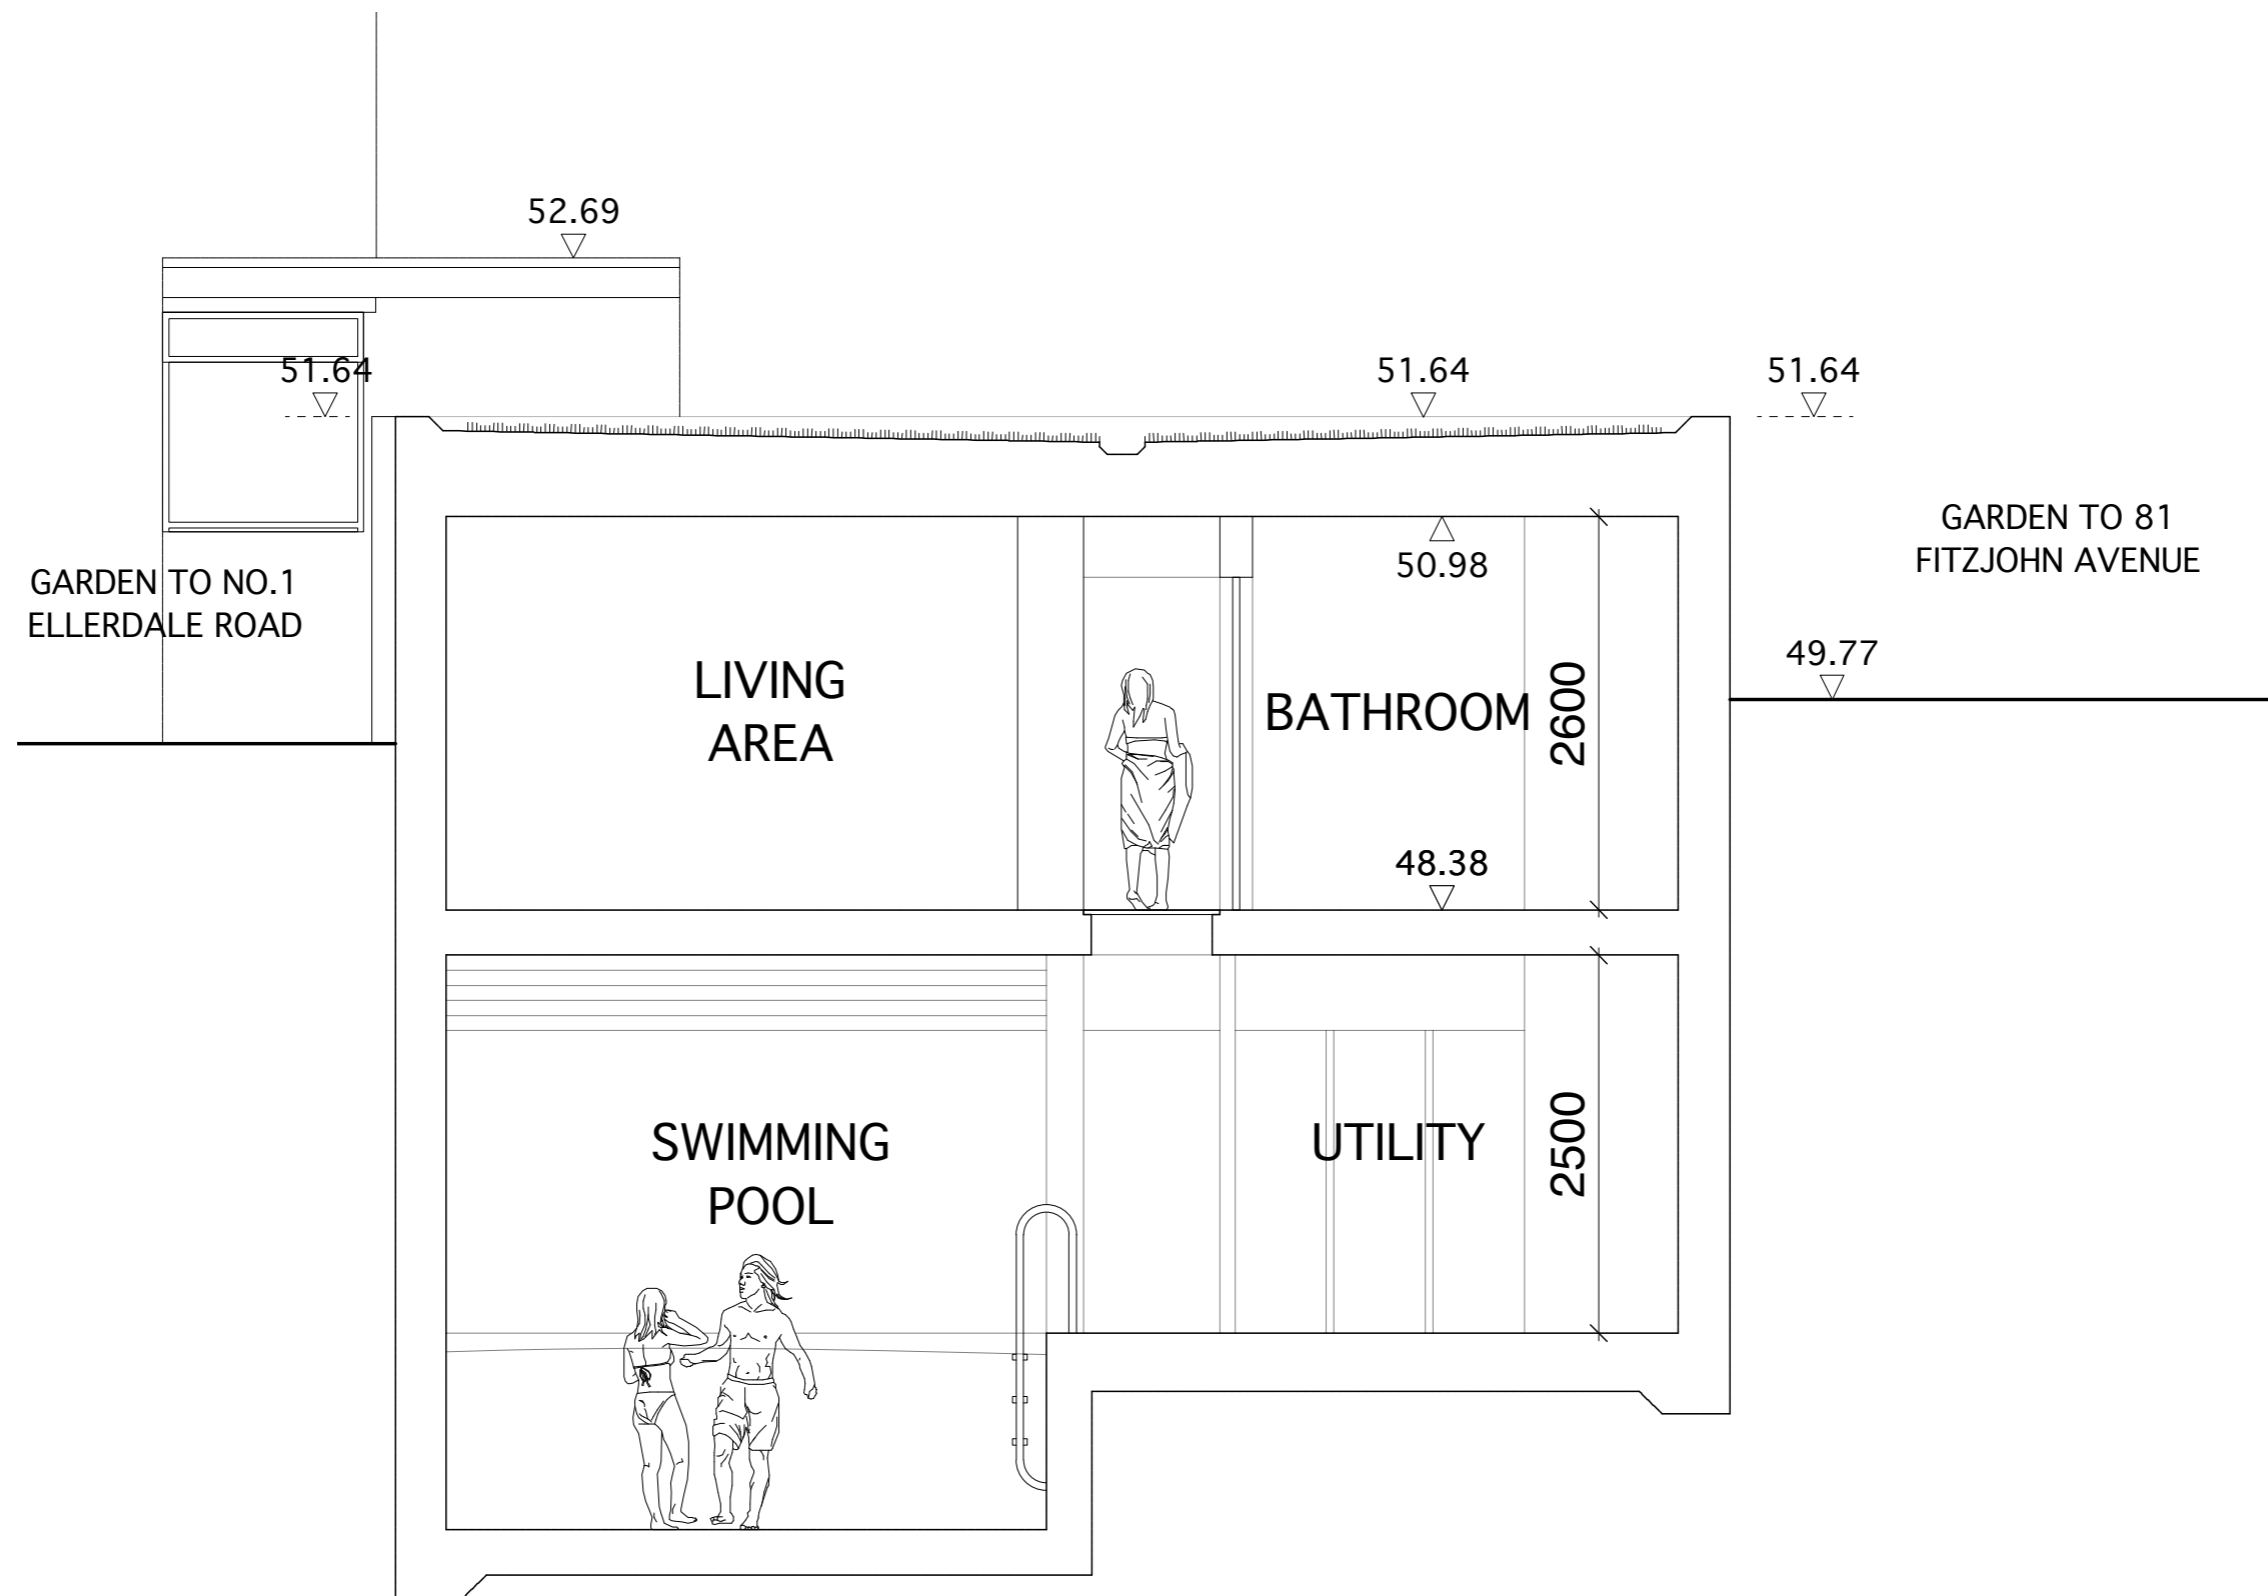 52.69
51.64
51.64
51.64
GARDEN TO NO.1
ELLERDALE ROAD
GARDEN TO 81
FITZJOHN AVENUE
50.98
49.77
LIVING
AREA
BATHROOM
2600
48.38
SWIMMING
POOL
UTILITY
2500